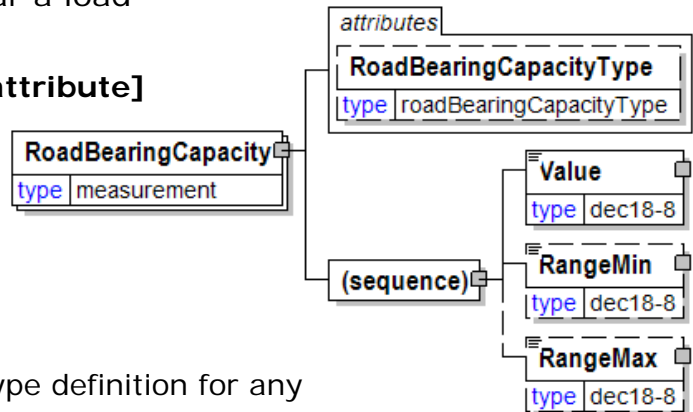 ar a load
attribute]
attributes
RoadBearingCapacityType
type roadBearingCapacityType
RoadBearingCapacity
type measurement
Value
type dec18-8
(sequence)
RangeMin
type dec18-8
RangeMax
type dec18-8
ype definition for any